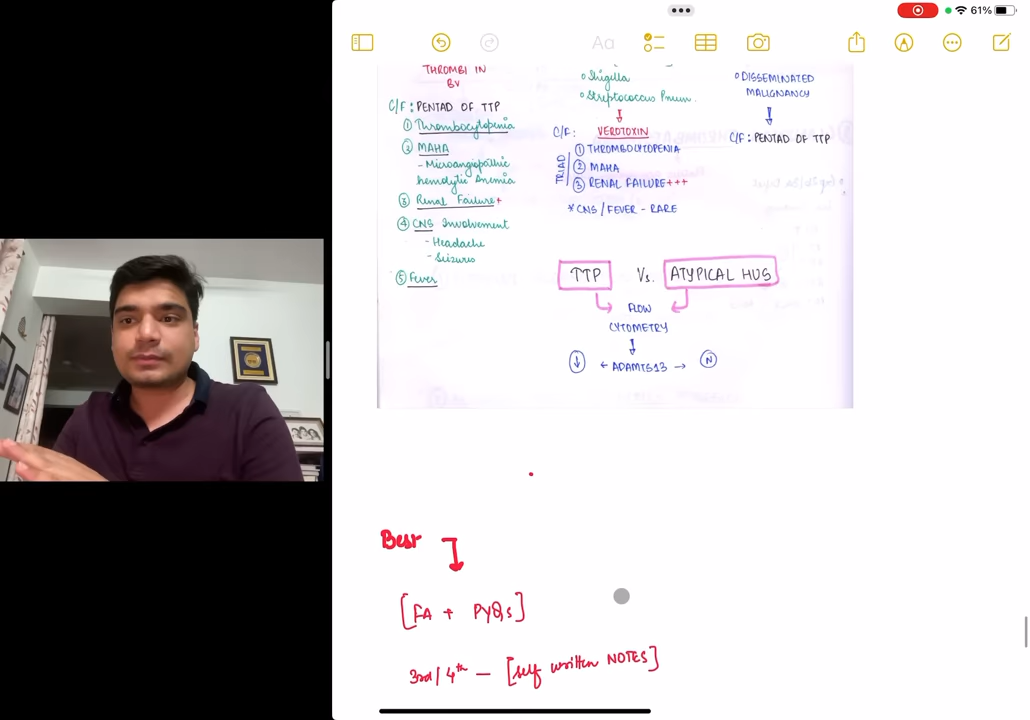 61%
Aa
THROMBI IN
BV
C/F: PENTAD OF TTP
① Thrombocytopenia
② MAHA
- Microangiopathic
hemolytic Anemia
③ Renal Failure+
④ CNS Involvement
- Headache
- Seizures
⑤ Fever
Shigella
Streptococcus Pneum.
C/F: VEROTOXIN
TRIAD
① THROMBOCYTOPENIA
② MAHA
③ RENAL FAILURE+++
*CNS/FEVER - RARE
DISSEMINATED
MALIGNANCY
C/F: PENTAD OF TTP
TTP Vs. ATYPICAL HUS
FLOW
CYTOMETRY
↓ ← ADAMTS13 → N
Best
[FA + PYQs]
3rd/4th - [self written NOTES]